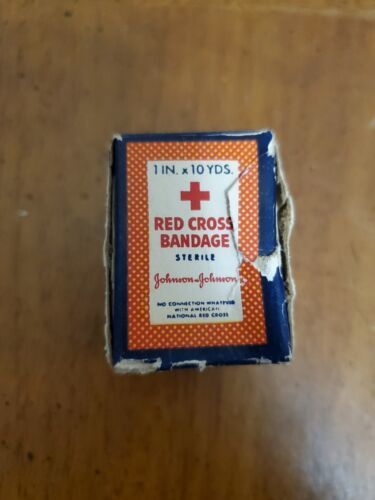 1 IN. x 10 YDS.
RED CROSS
BANDAGE
STERILE
Johnson & Johnson
NO CONNECTION WHATEVER
WITH AMERICAN
NATIONAL RED CROSS